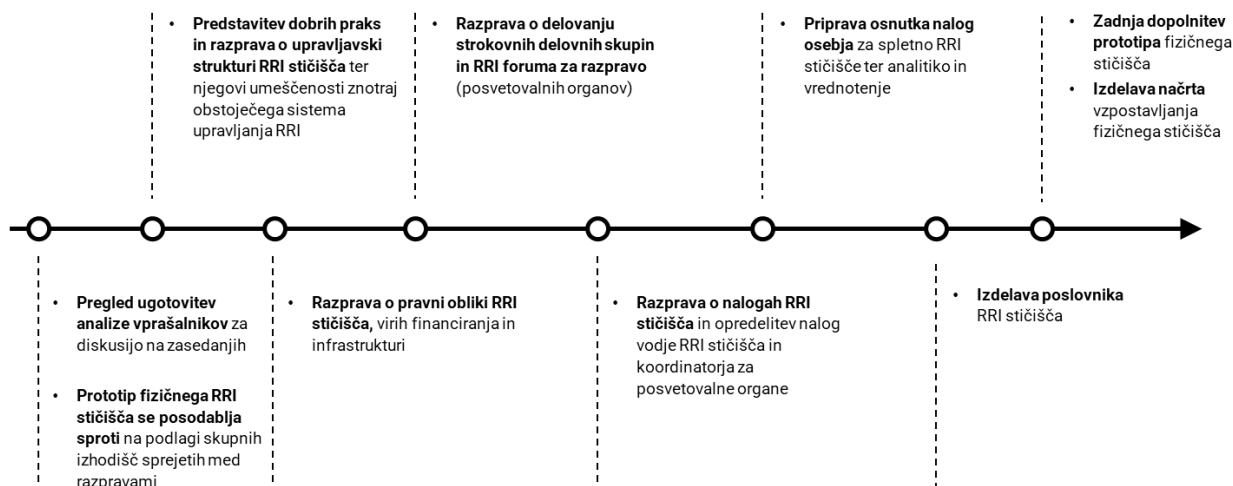 • Predstavitev dobrih praks
in razprava o upravljavski
strukturi RRI stičišča ter
njegovi umeščenosti znotraj
obstoječega sistema
upravljanja RRI
• Razprava o delovanju
strokovnih delovnih skupin
in RRI foruma za razpravo
(posvetovalnih organov)
• Priprava osnutka nalog
osebja za spletno RRI
stičišče ter analitiko in
vrednotenje
• Zadnja dopolnitev
prototipa fizičnega
stičišča
• Izdelava načrta
vzpostavljanja
fizičnega stičišča
• Pregled ugotovitev
analize vprašalnikov za
diskusijo na zasedanjih
• Prototip fizičnega RRI
stičišča se posodablja
sproti na podlagi skupnih
izhodišč sprejetih med
razpravami
• Razprava o pravni obliki RRI
stičišča, virih financiranja in
infrastrukturi
• Razprava o nalogah RRI
stičišča in opredelitev nalog
vodje RRI stičišča in
koordinatorja za
posvetovalne organe
• Izdelava poslovnika
RRI stičišča